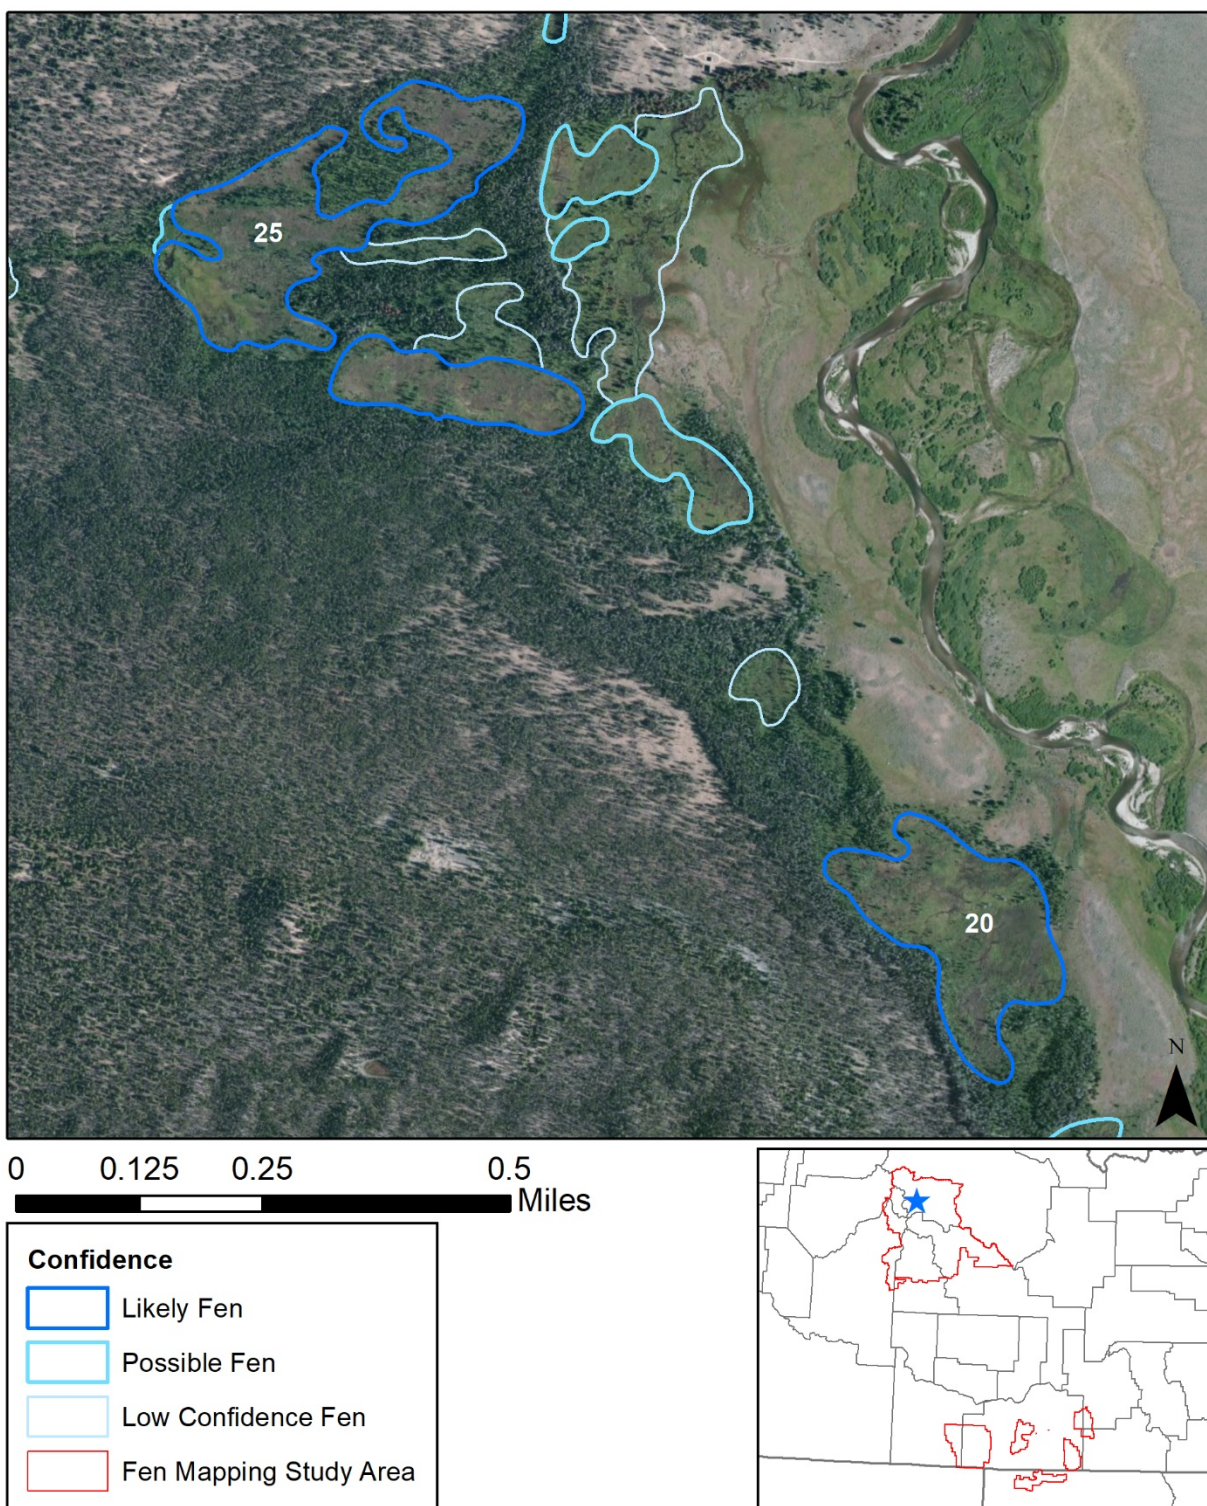 25
20
N
0 0.125 0.25 0.5
Miles
Confidence
Likely Fen
Possible Fen
Low Confidence Fen
Fen Mapping Study Area